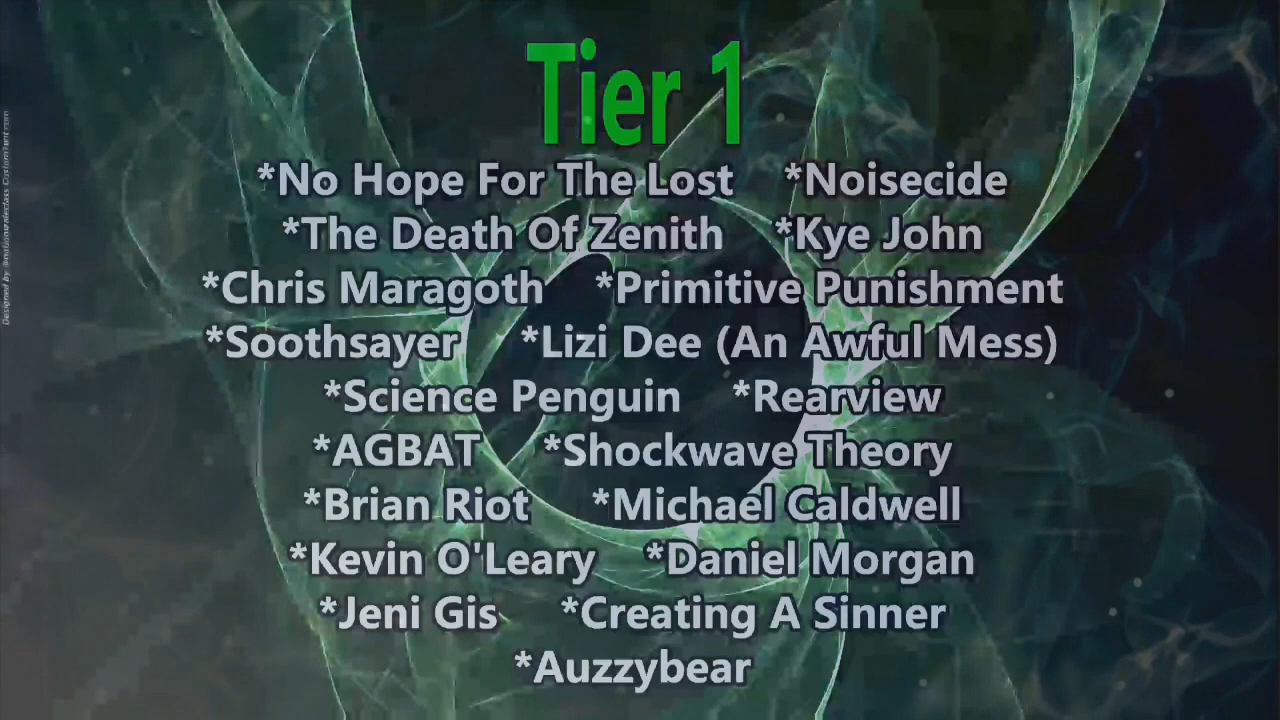 Tier 1
*No Hope For The Lost *Noisecide
*The Death Of Zenith *Kye John
*Chris Maragoth *Primitive Punishment
*Soothsayer *Lizi Dee (An Awful Mess)
*Science Penguin *Rearview
*AGBAT *Shockwave Theory
*Brian Riot *Michael Caldwell
*Kevin O'Leary *Daniel Morgan
*Jeni Gis *Creating A Sinner
*Auzzybear
Designed by